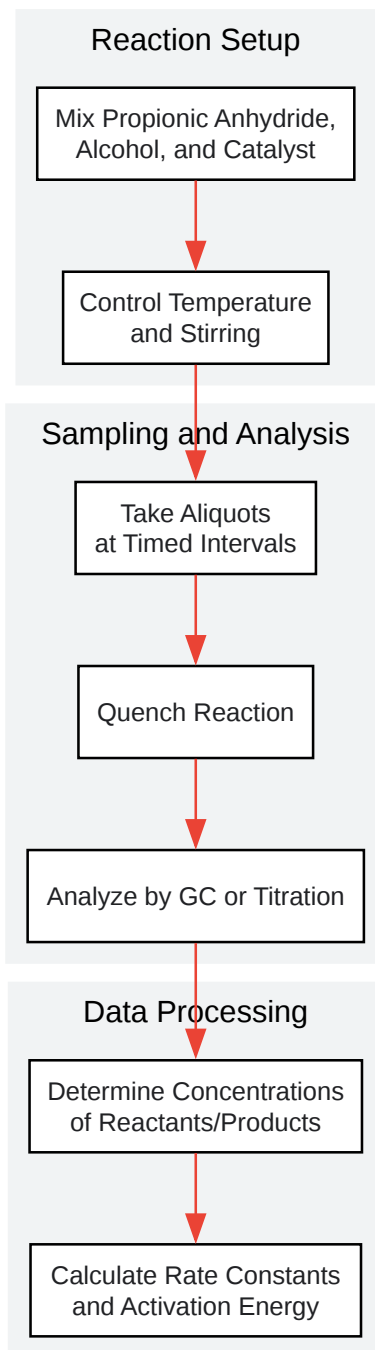 Reaction Setup
Mix Propionic Anhydride,
Alcohol, and Catalyst
Control Temperature
and Stirring
Sampling and Analysis
Take Aliquots
at Timed Intervals
Quench Reaction
Analyze by GC or Titration
Data Processing
Determine Concentrations
of Reactants/Products
Calculate Rate Constants
and Activation Energy